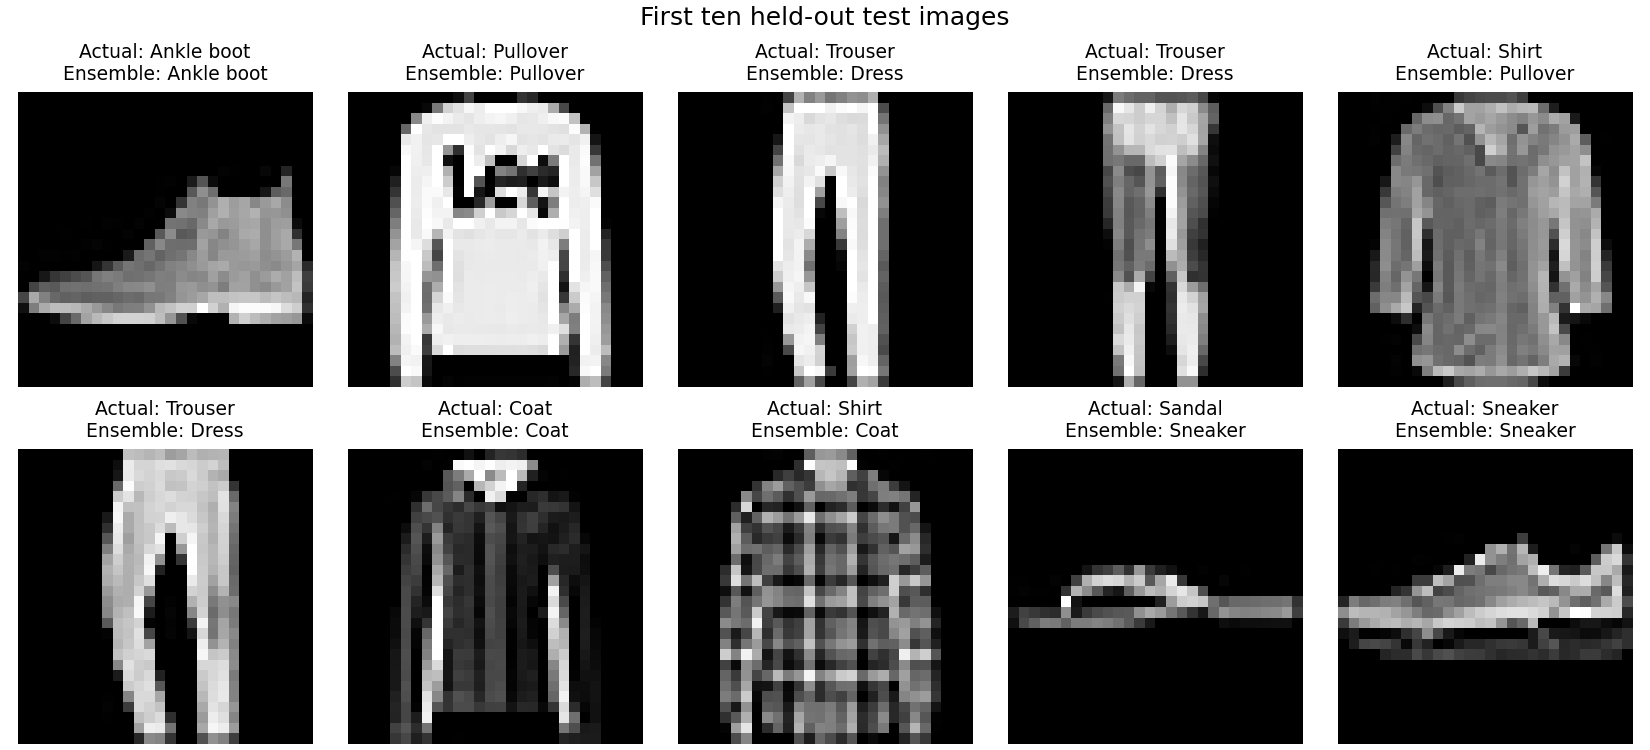 First ten held-out test images
Actual: Ankle boot
Ensemble: Ankle boot
Actual: Pullover
Ensemble: Pullover
Actual: Trouser
Ensemble: Dress
Actual: Trouser
Ensemble: Dress
Actual: Shirt
Ensemble: Pullover
Actual: Trouser
Ensemble: Dress
Actual: Coat
Ensemble: Coat
Actual: Shirt
Ensemble: Coat
Actual: Sandal
Ensemble: Sneaker
Actual: Sneaker
Ensemble: Sneaker